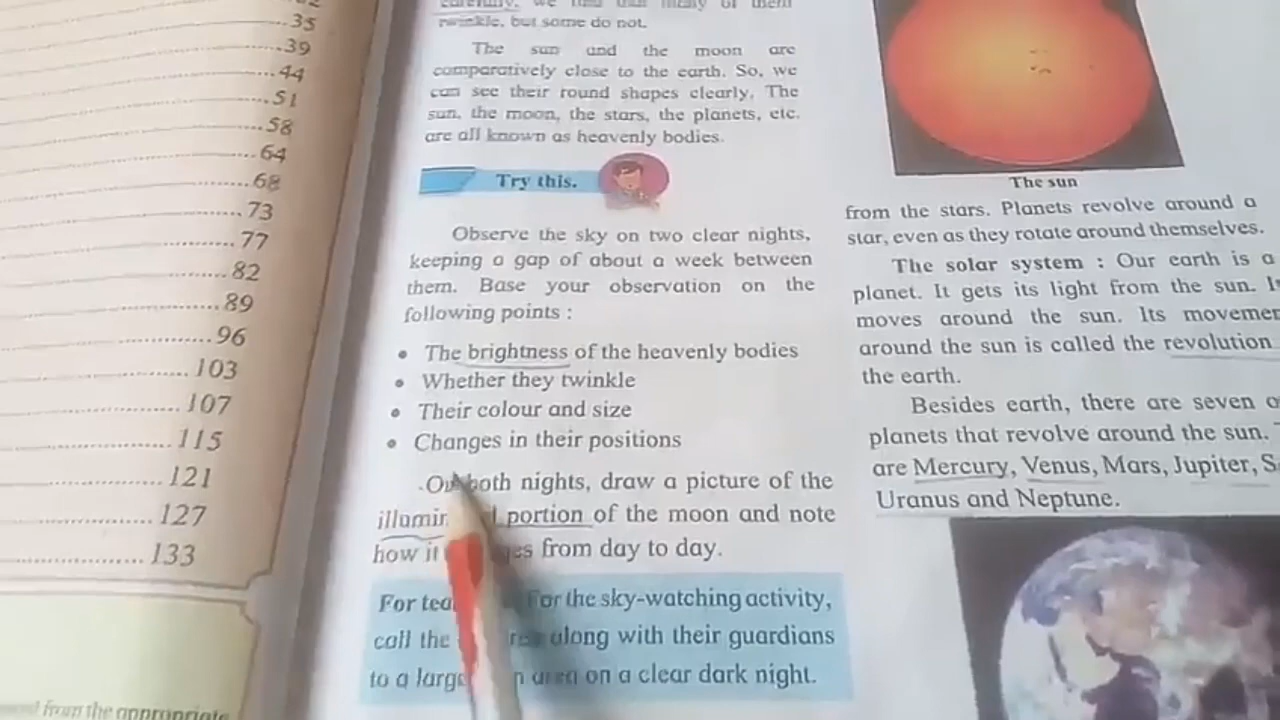 35
39
44
51
58
64
68
73
77
82
89
96
103
107
115
121
127
133
from the appropriate
twinkle, but some do not.
The sun and the moon are
comparatively close to the earth. So, we
can see their round shapes clearly. The
sun, the moon, the stars, the planets, etc.
are all known as heavenly bodies.
Try this.
Observe the sky on two clear nights,
keeping a gap of about a week between
them. Base your observation on the
following points :
• The brightness of the heavenly bodies
• Whether they twinkle
• Their colour and size
• Changes in their positions
both nights, draw a picture of the
portion of the moon and note
how from day to day.
For For the sky-watching activity,
call the along with their guardians
to a area on a clear dark night.
The sun
from the stars. Planets revolve around a
star, even as they rotate around themselves.
The solar system : Our earth is a
planet. It gets its light from the sun.
moves around the sun. Its
around the sun is called the revolution
the earth.
Besides earth, there are seven
planets that revolve around the sun.
are Mercury, Venus, Mars, Jupiter,
Uranus and Neptune.